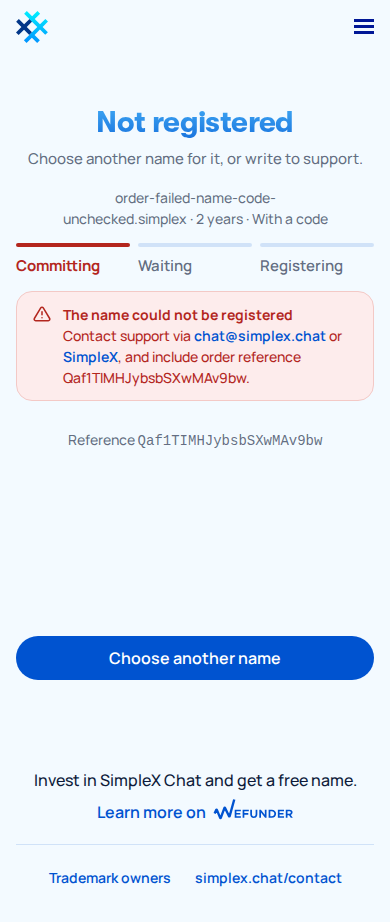 Not registered
Choose another name for it, or write to support.
order-failed-name-code-
unchecked.simplex · 2 years · With a code
Committing Waiting Registering
The name could not be registered
Contact support via chat@simplex.chat or
SimpleX, and include order reference
Qaf1TIMHJybsbSXwMAv9bw.
Reference Qaf1TIMHJybsbSXwMAv9bw
Choose another name
Invest in SimpleX Chat and get a free name.
Learn more on WEFUNDER
Trademark owners simplex.chat/contact